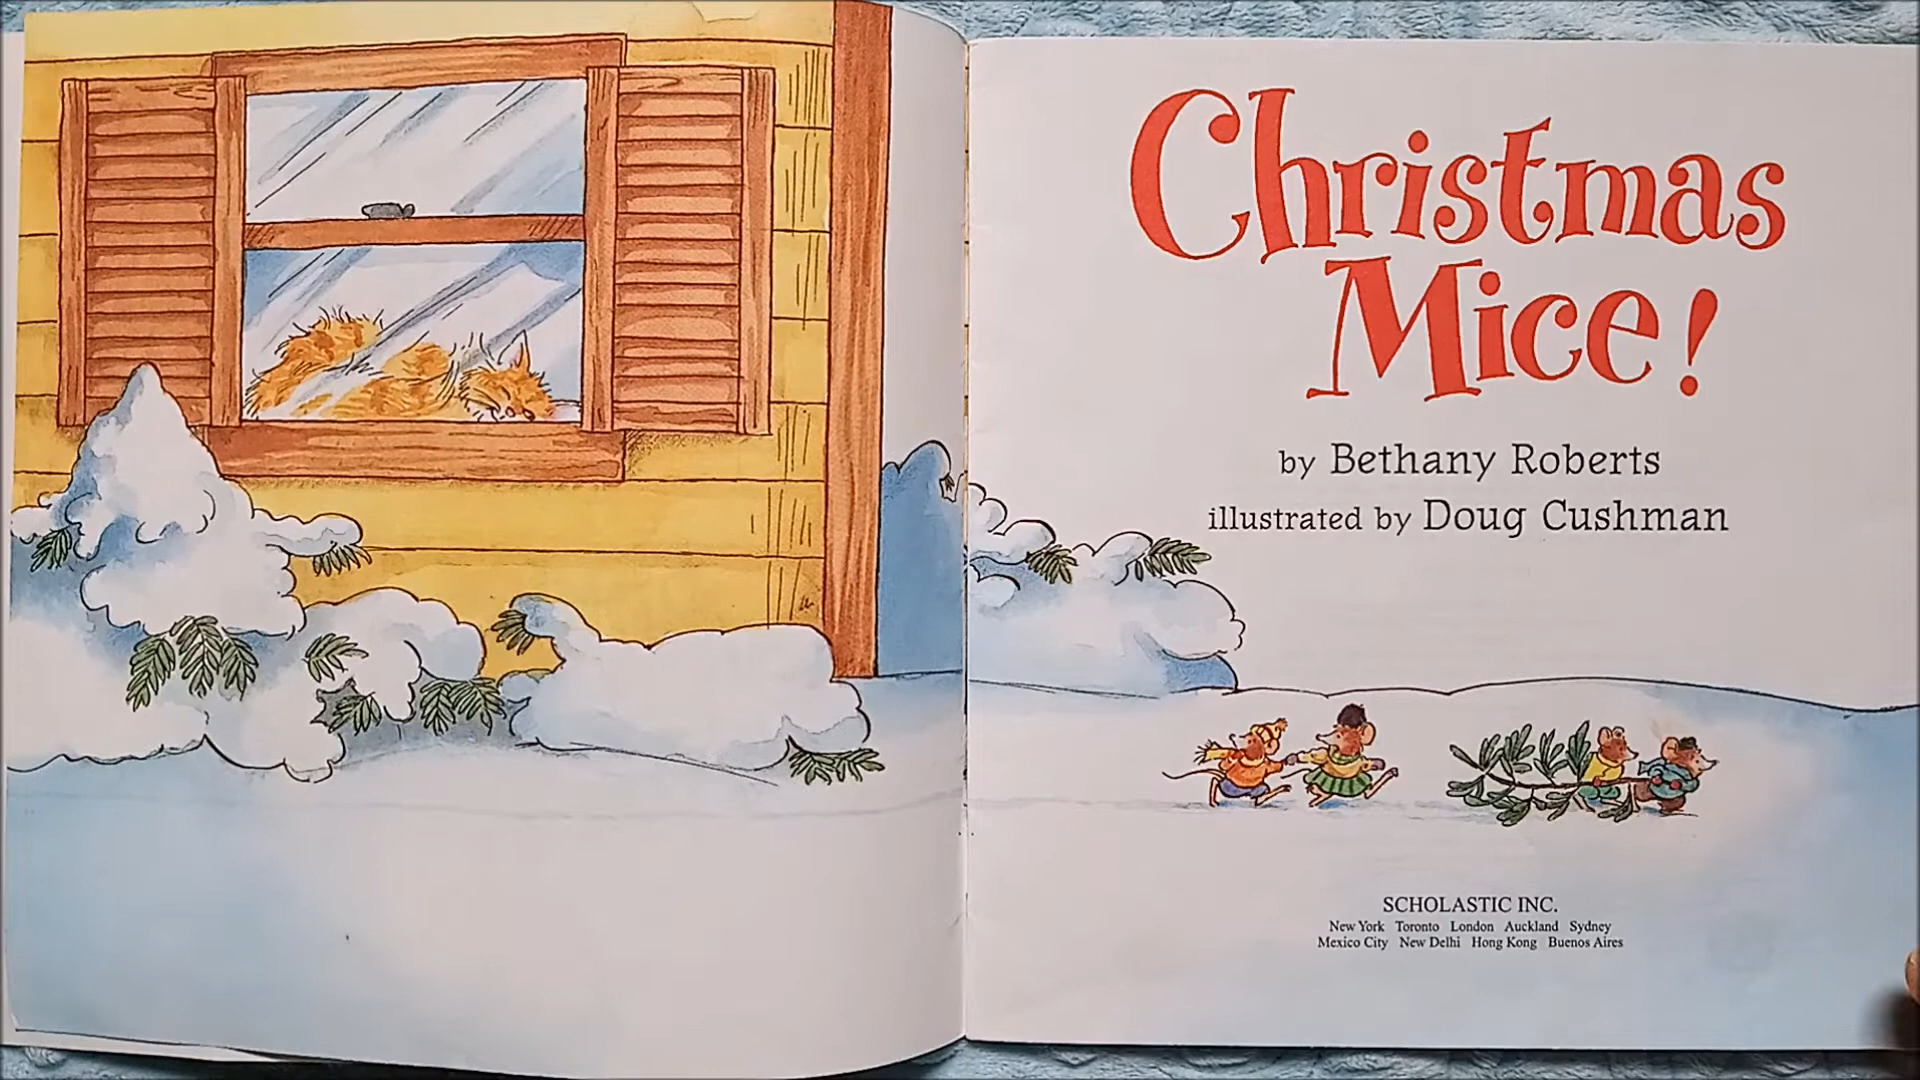 Christmas
Mice!
by Bethany Roberts
illustrated by Doug Cushman
SCHOLASTIC INC.
New York Toronto London Auckland Sydney
Mexico City New Delhi Hong Kong Buenos Aires